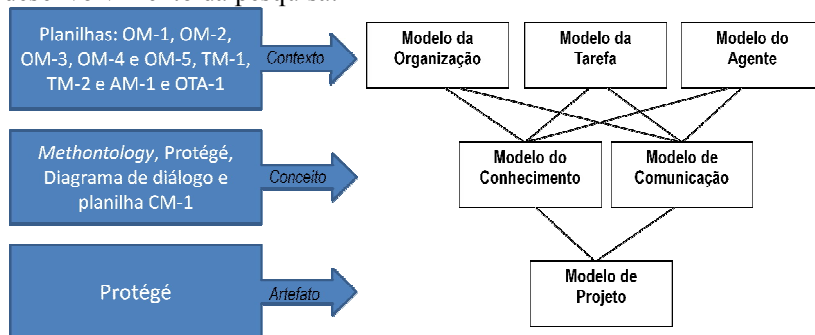 Planilhas: OM-1, OM-2,
OM-3, OM-4 e OM-5, TM-1,
TM-2 e AM-1 e OTA-1
Contexto
Modelo da
Organização
Modelo da
Tarefa
Modelo do
Agente
Methontology, Protégé,
Diagrama de diálogo e
planilha CM-1
Conceito
Modelo do
Conhecimento
Modelo de
Comunicação
Protégé
Artefato
Modelo de
Projeto